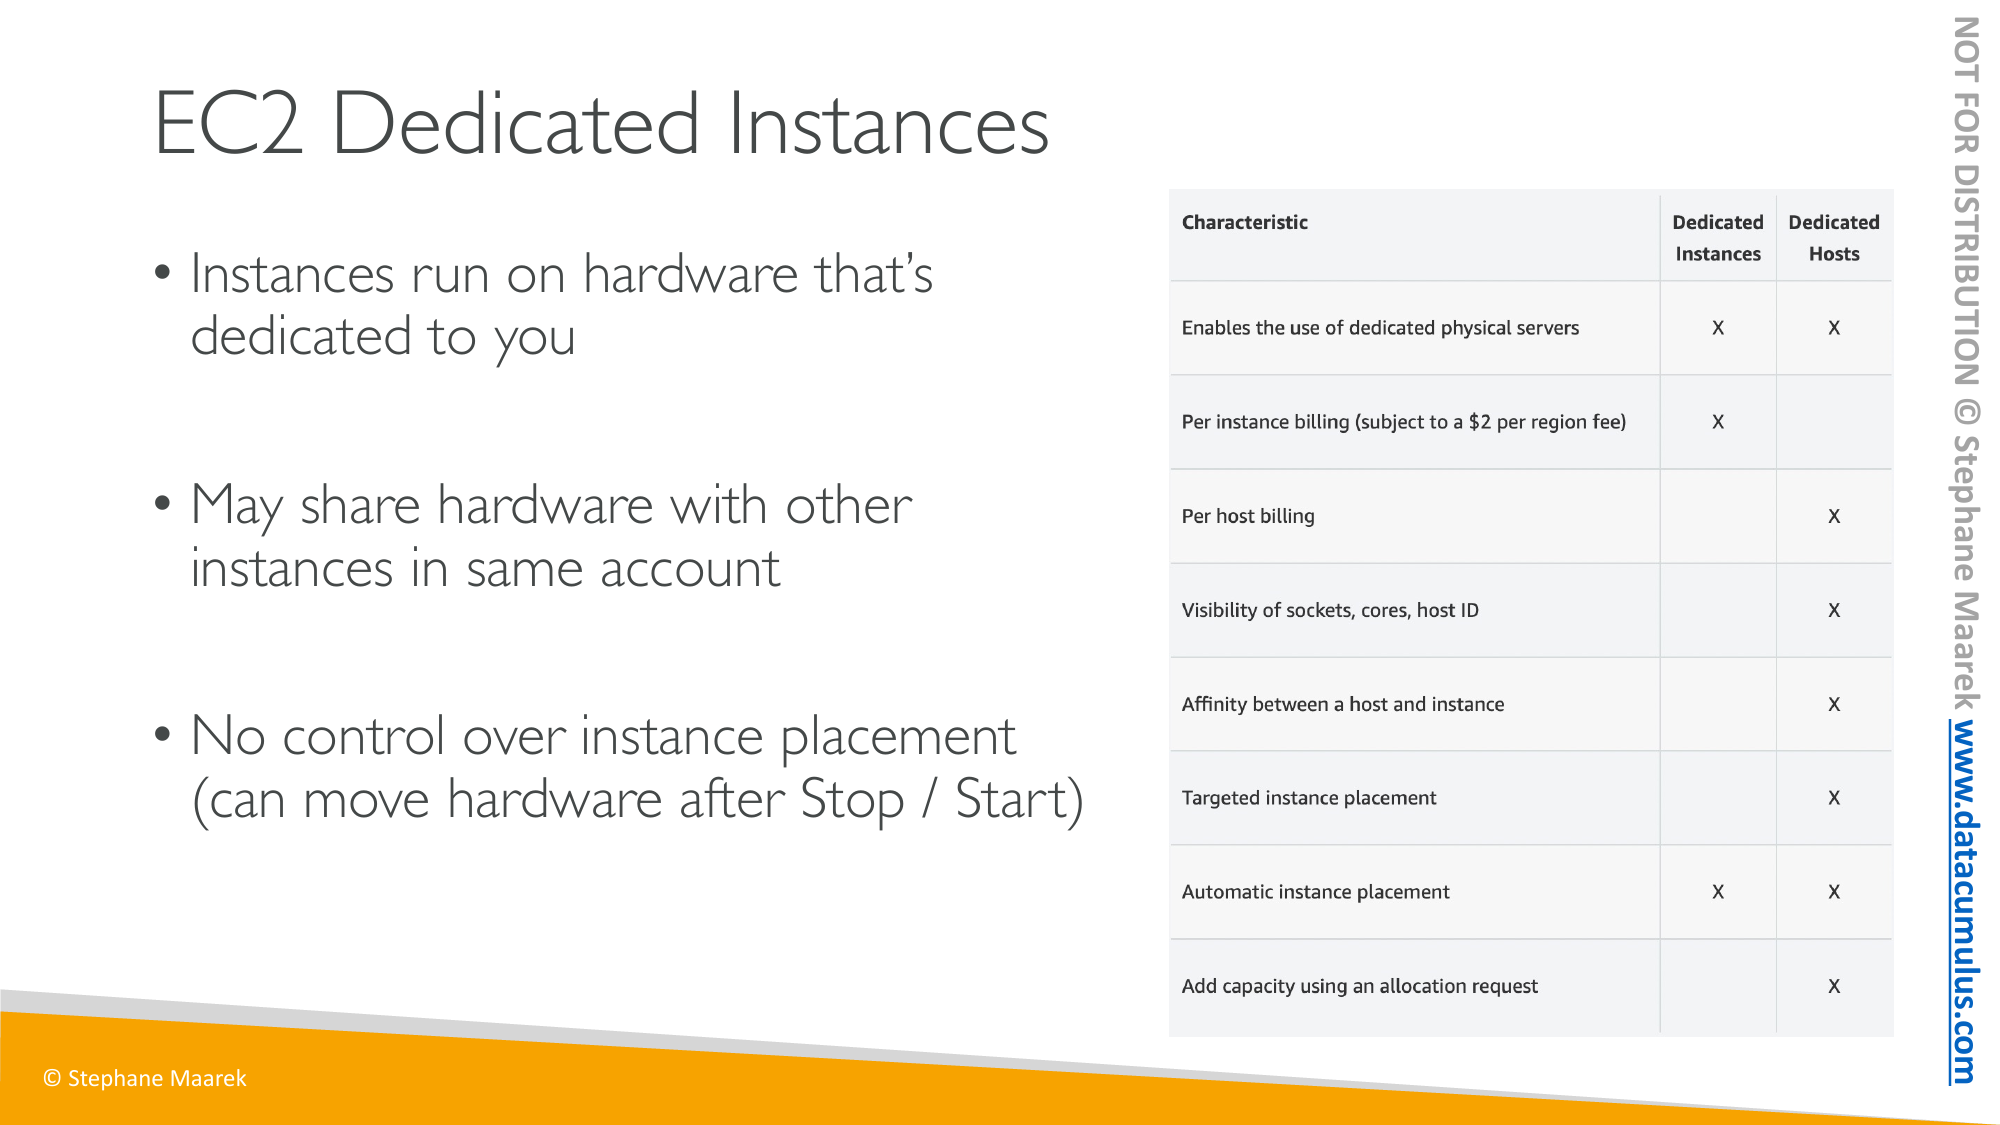 EC2 Dedicated Instances
• Instances run on hardware that’s
dedicated to you
• May share hardware with other
instances in same account
• No control over instance placement
(can move hardware after Stop / Start)
Characteristic Dedicated Instances Dedicated Hosts
Enables the use of dedicated physical servers X X
Per instance billing (subject to a $2 per region fee) X
Per host billing X
Visibility of sockets, cores, host ID X
Affinity between a host and instance X
Targeted instance placement X
Automatic instance placement X X
Add capacity using an allocation request X
© Stephane Maarek
NOT FOR DISTRIBUTION © Stephane Maarek www.datacumulus.com